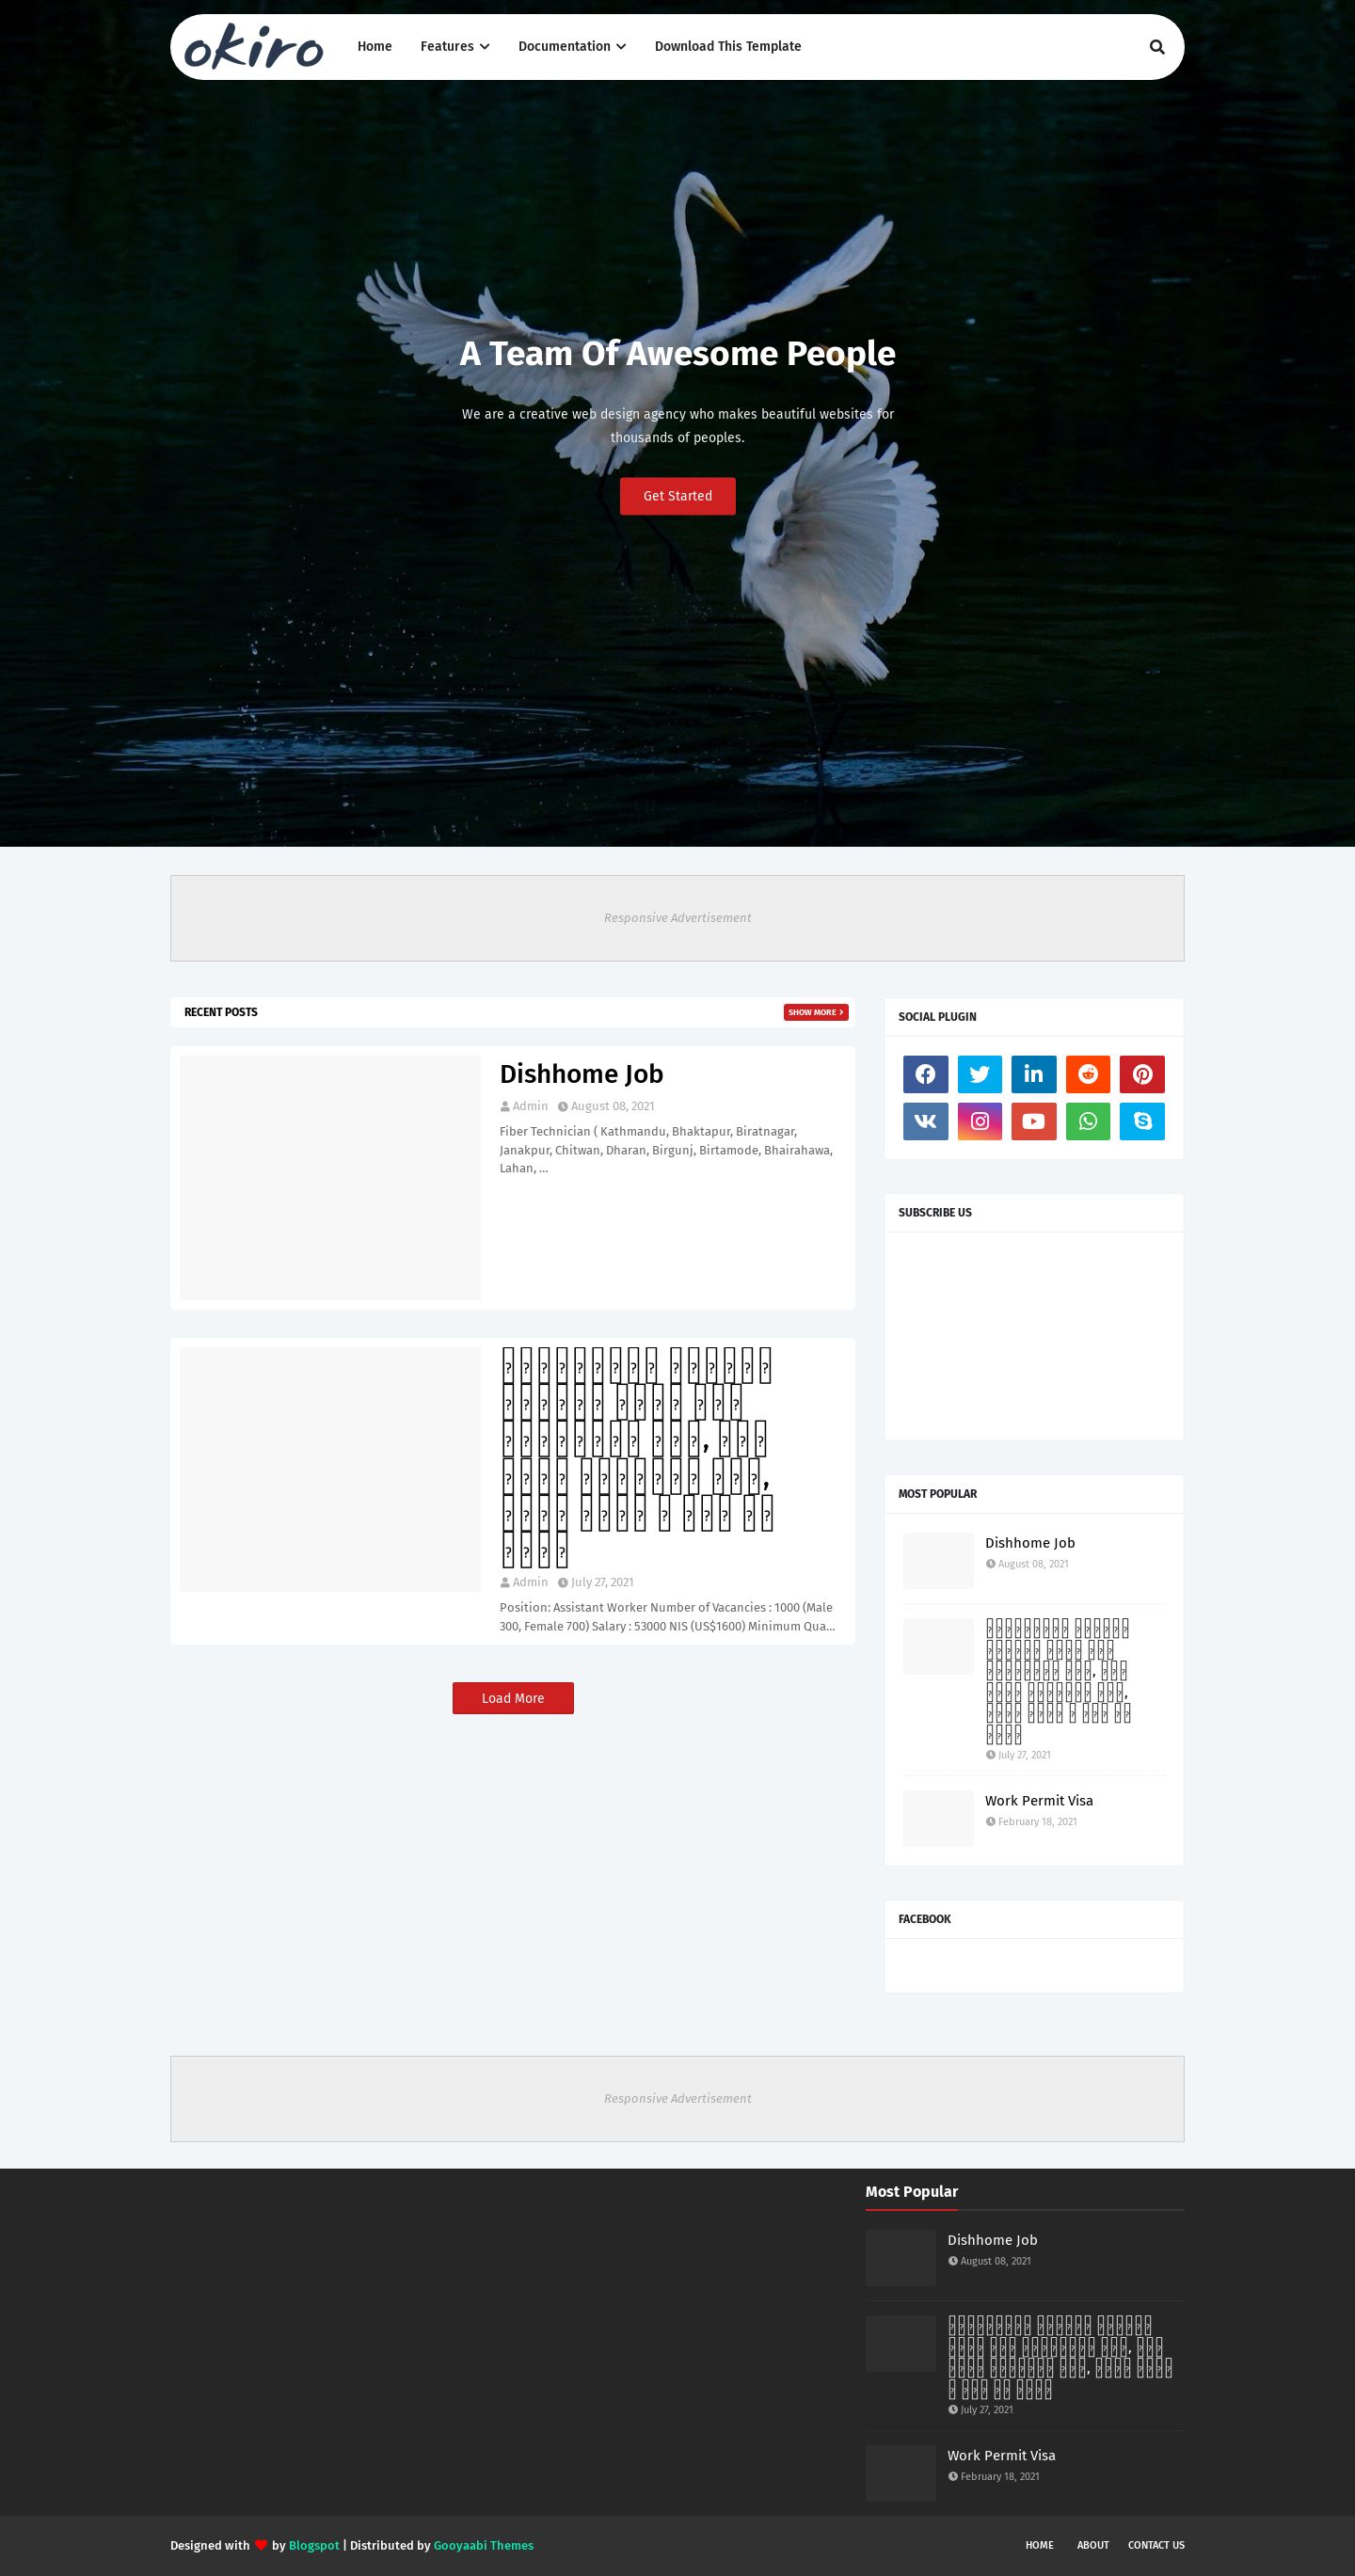 okiro
Home
Features
Documentation
Download This Template
A Team Of Awesome People
We are a creative web design agency who makes beautiful websites for
thousands of peoples.
Get Started
Responsive Advertisement
RECENT POSTS
SHOW MORE
Dishhome Job
Admin August 08, 2021
Fiber Technician ( Kathmandu, Bhaktapur, Biratnagar,
Janakpur, Chitwan, Dharan, Birgunj, Birtamode, Bhairahawa,
Lahan, ...
Admin July 27, 2021
Position: Assistant Worker Number of Vacancies : 1000 (Male
300, Female 700) Salary : 53000 NIS (US$1600) Minimum Qua...
Load More
SOCIAL PLUGIN
SUBSCRIBE US
MOST POPULAR
Dishhome Job
August 08, 2021
July 27, 2021
Work Permit Visa
February 18, 2021
FACEBOOK
Responsive Advertisement
Most Popular
Dishhome Job
August 08, 2021
July 27, 2021
Work Permit Visa
February 18, 2021
Designed with by Blogspot | Distributed by Gooyaabi Themes
HOME
ABOUT
CONTACT US